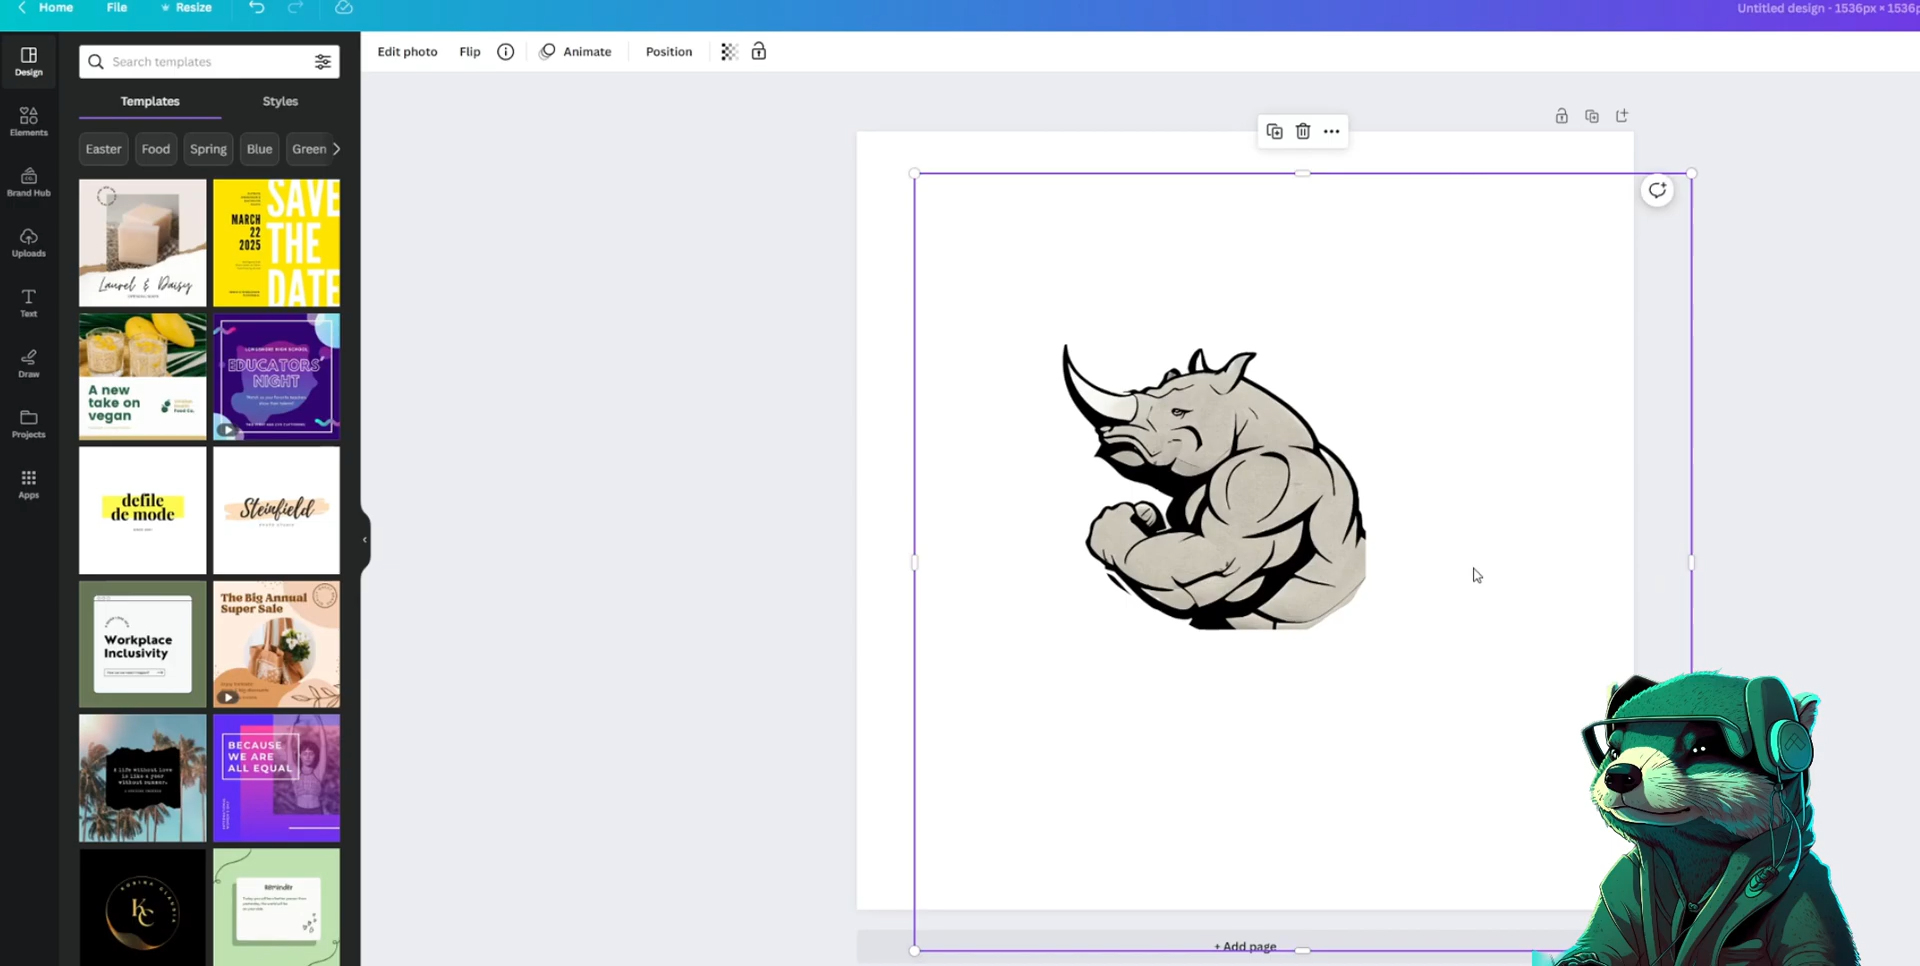 Home File Resize
Untitled design - 1536px × 1536p
Edit photo Flip Animate Position
Design
Elements
Brand Hub
Uploads
Text
Draw
Projects
Apps
Search templates
Templates Styles
Easter Food Spring Blue Green
Laurel & Daisy
MARCH
22
2025
SAVE
THE
DATE
A new
take on
vegan
EDUCATORS'
NIGHT
defile
de mode
Steinfield
Workplace
Inclusivity
The Big Annual
Super Sale
BECAUSE
WE ARE
ALL EQUAL
KC
Reminder
+ Add page